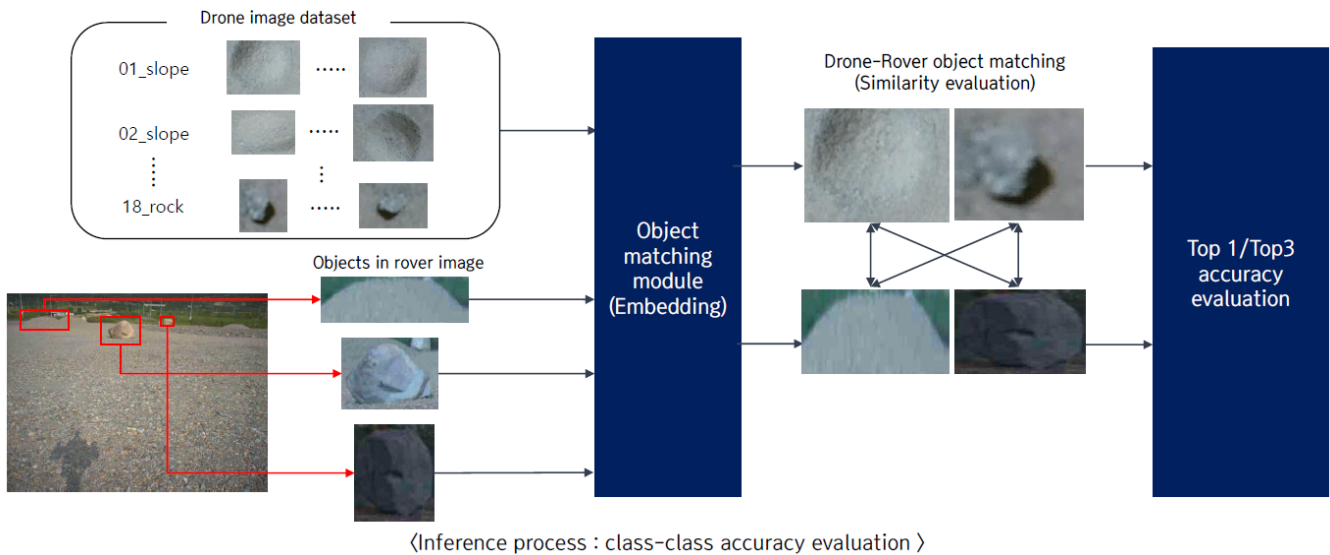 Drone image dataset
01_slope
.....
02_slope
.....
18_rock
.....
Objects in rover image
Object
matching
module
(Embedding)
Drone-Rover object matching
(Similarity evaluation)
Top 1/Top3
accuracy
evaluation
〈Inference process : class-class accuracy evaluation 〉